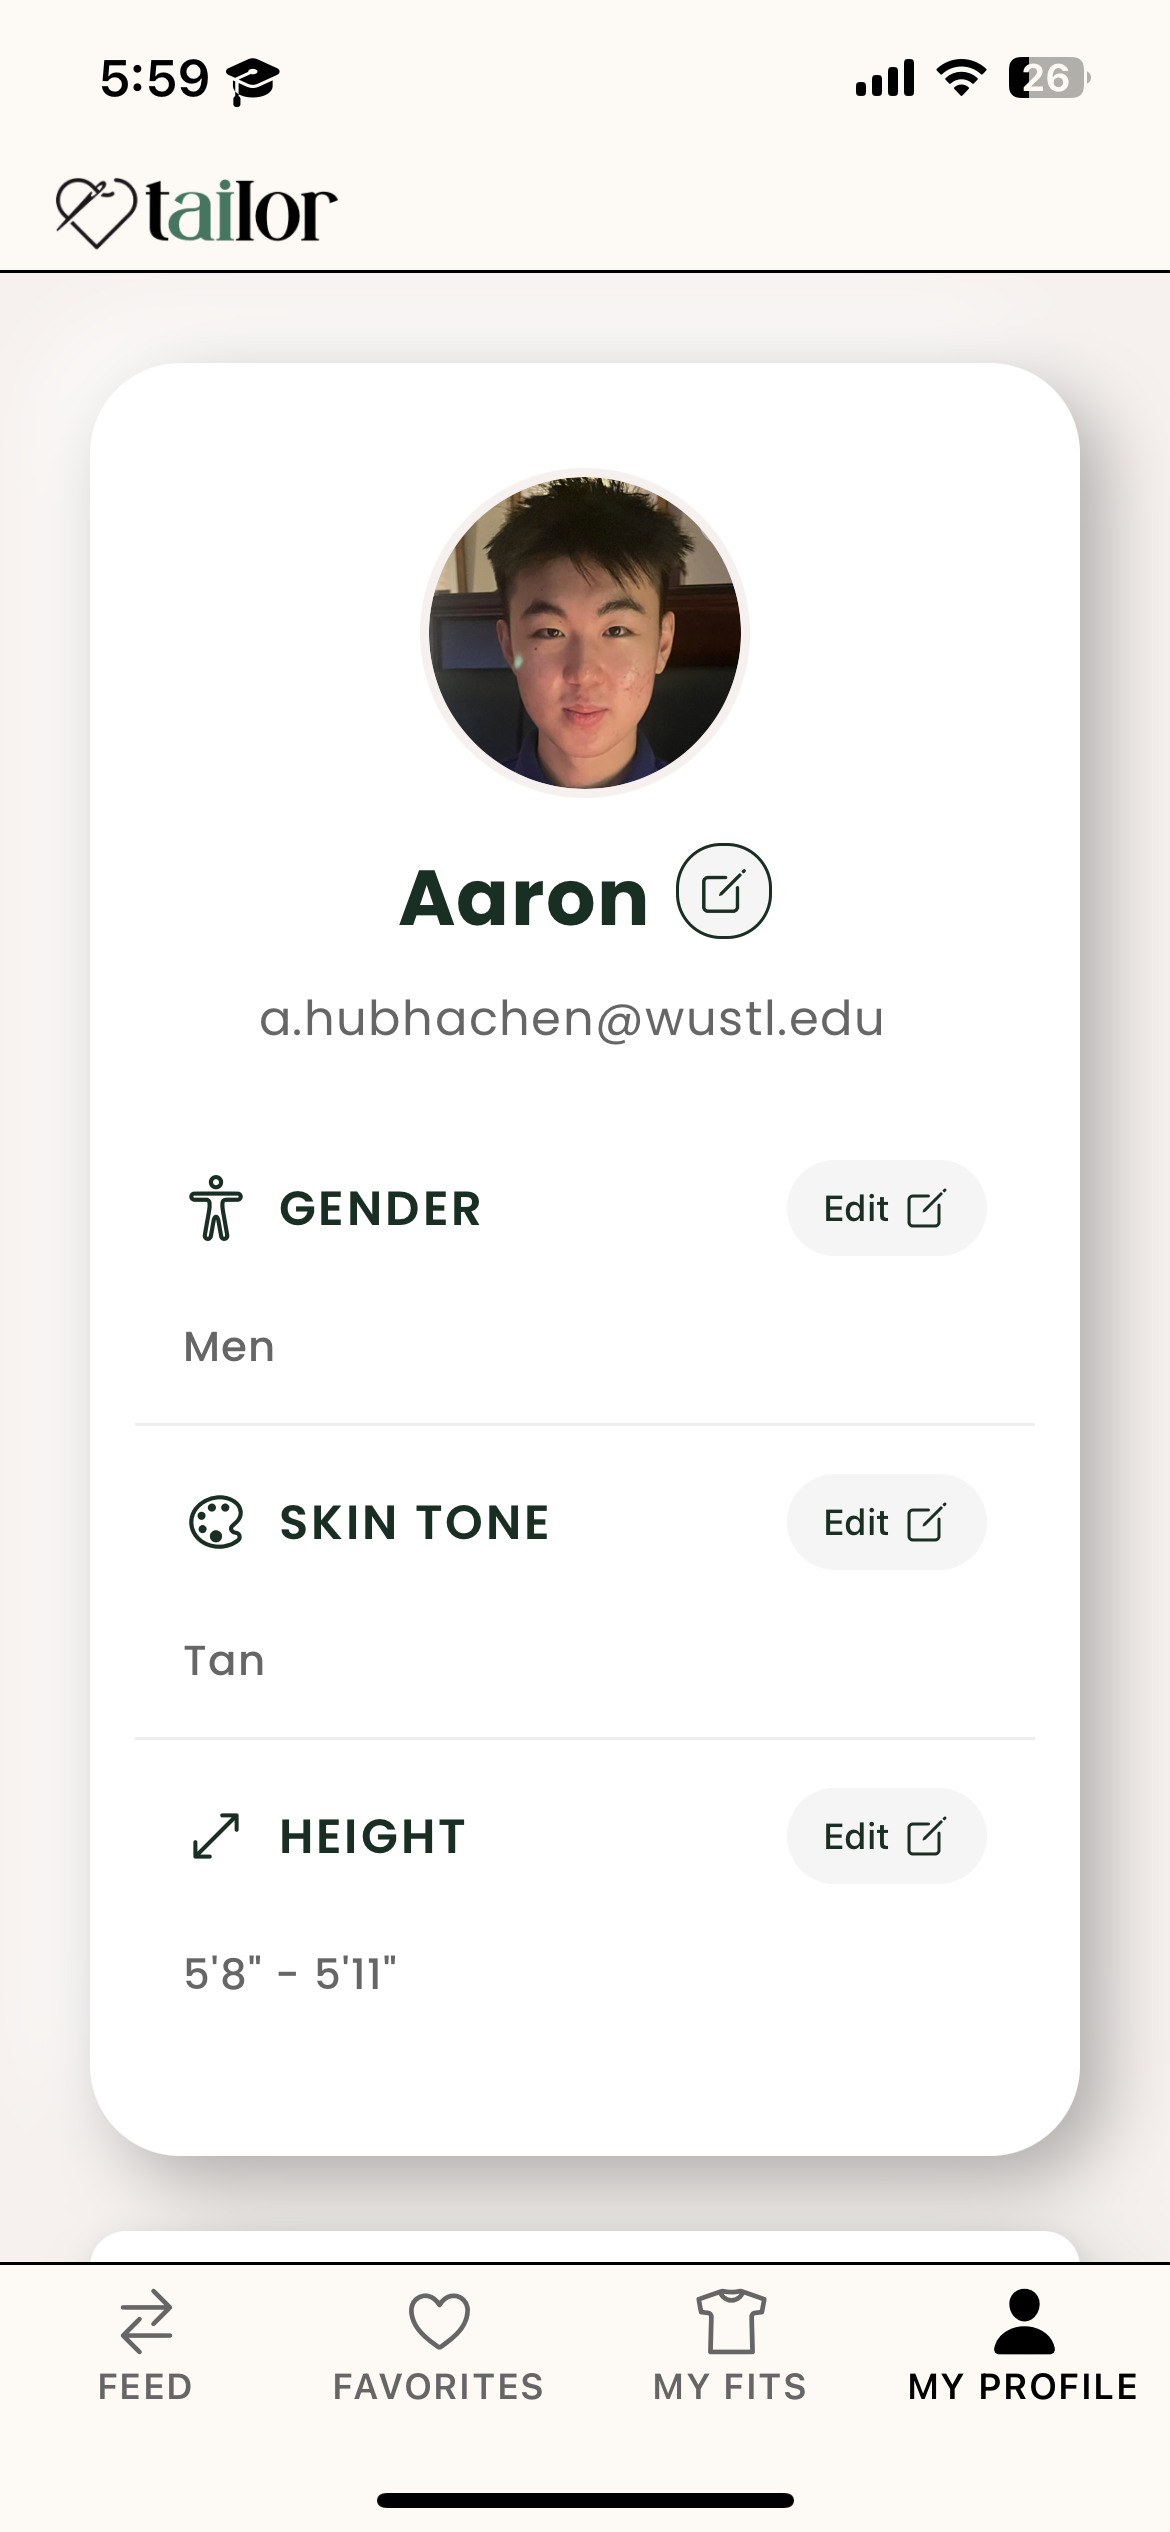 5:59
26
tailor
Aaron
a.hubhachen@wustl.edu
GENDER
Edit
Men
SKIN TONE
Edit
Tan
HEIGHT
Edit
5'8" - 5'11"
FEED
FAVORITES
MY FITS
MY PROFILE